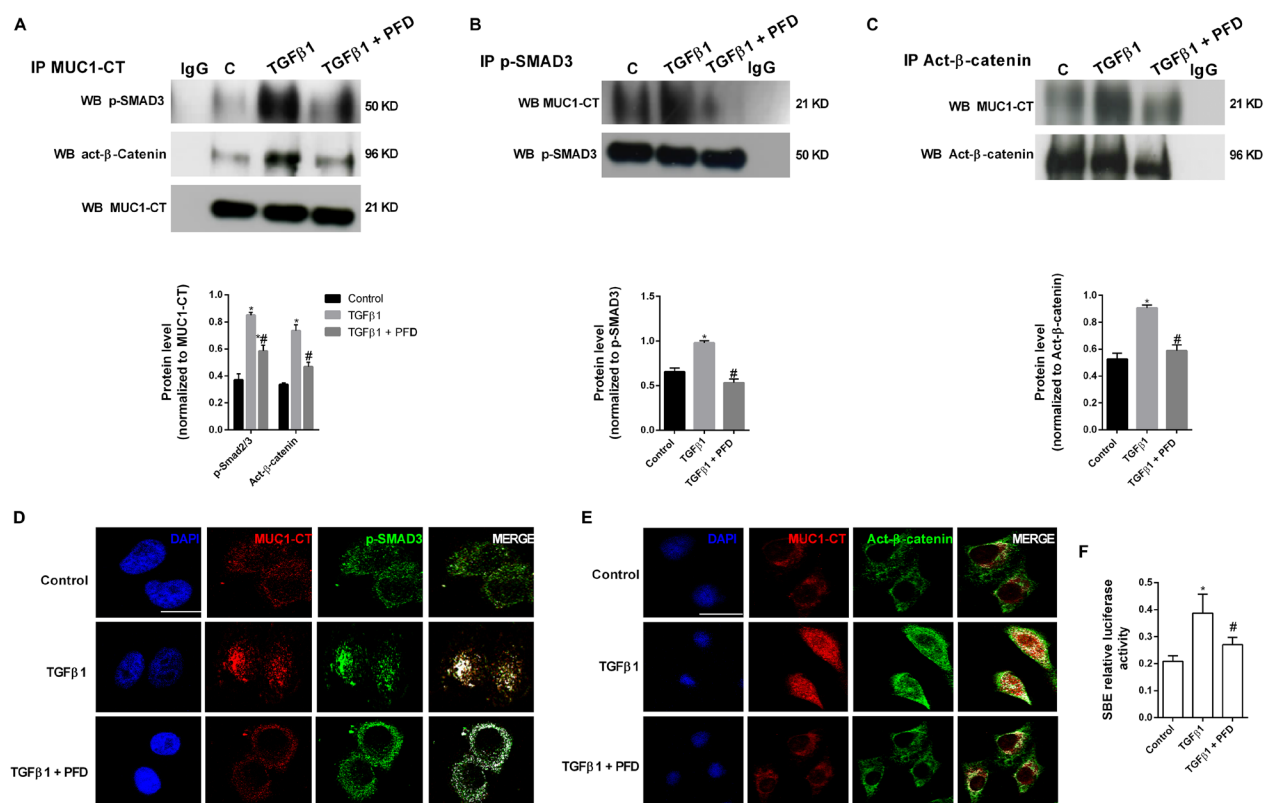 A
IP MUC1-CT
IgG
C
TGFβ1
TGFβ1 + PFD
WB p-SMAD3
50 KD
WB act-β-Catenin
96 KD
WB MUC1-CT
21 KD
Protein level
(normalized to MUC1-CT)
1.0
0.8
0.6
0.4
0.2
0.0
*
*#
*
#
p-Smad2/3
Act-β-catenin
Control
TGFβ1
TGFβ1 + PFD
B
IP p-SMAD3
C
TGFβ1
TGFβ1 + PFD
IgG
WB MUC1-CT
21 KD
WB p-SMAD3
50 KD
Protein level
(normalized to p-SMAD3)
1.5
1.0
0.5
0.0
*
#
Control
TGFβ1
TGFβ1 + PFD
C
IP Act-β-catenin
C
TGFβ1
TGFβ1 + PFD
IgG
WB MUC1-CT
21 KD
WB Act-β-catenin
96 KD
Protein level
(normalized to Act-β-catenin)
1.0
0.8
0.6
0.4
0.2
0.0
*
#
Control
TGFβ1
TGFβ1 + PFD
D
DAPI
MUC1-CT
p-SMAD3
MERGE
Control
TGFβ1
TGFβ1 + PFD
E
DAPI
MUC1-CT
Act-β-catenin
MERGE
Control
TGFβ1
TGFβ1 + PFD
F
SBE relative luciferase
activity
0.5
0.4
0.3
0.2
0.1
0.0
*
#
Control
TGFβ1
TGFβ1 + PFD